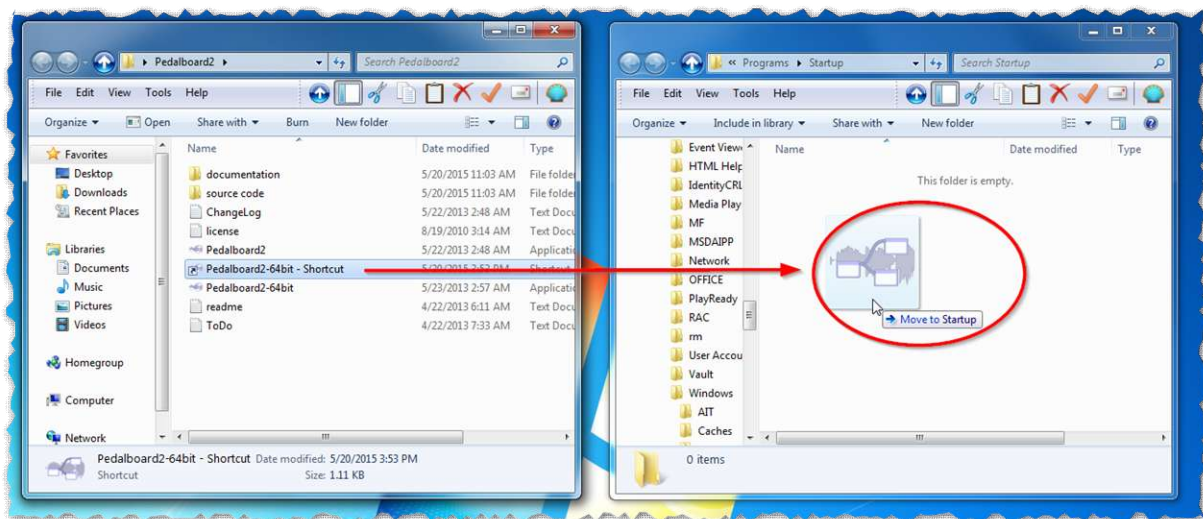 Pedalboard2
Search Pedalboard2
File Edit View Tools Help
Organize Open Share with Burn New folder
Favorites
Desktop
Downloads
Recent Places
Libraries
Documents
Music
Pictures
Videos
Homegroup
Computer
Network
Name Date modified Type
documentation 5/20/2015 11:03 AM File folder
source code 5/20/2015 11:03 AM File folder
ChangeLog 5/22/2013 2:48 AM Text Docu
license 8/19/2010 3:14 AM Text Docu
Pedalboard2 5/22/2013 2:48 AM Applicatio
Pedalboard2-64bit - Shortcut 5/20/2015 3:53 PM Shortcut
Pedalboard2-64bit 5/23/2013 2:57 AM Applicatio
readme 4/22/2013 6:11 AM Text Docu
ToDo 4/22/2013 7:33 AM Text Docu
Pedalboard2-64bit - Shortcut Date modified: 5/20/2015 3:53 PM
Shortcut Size: 1.11 KB
« Programs Startup
Search Startup
File Edit View Tools Help
Organize Include in library Share with New folder
Event Viewe
HTML Help
IdentityCRL
Media Play
MF
MSDAIPP
Network
OFFICE
PlayReady
RAC
rm
User Accou
Vault
Windows
AIT
Caches
Name Date modified Type
This folder is empty.
Move to Startup
0 items